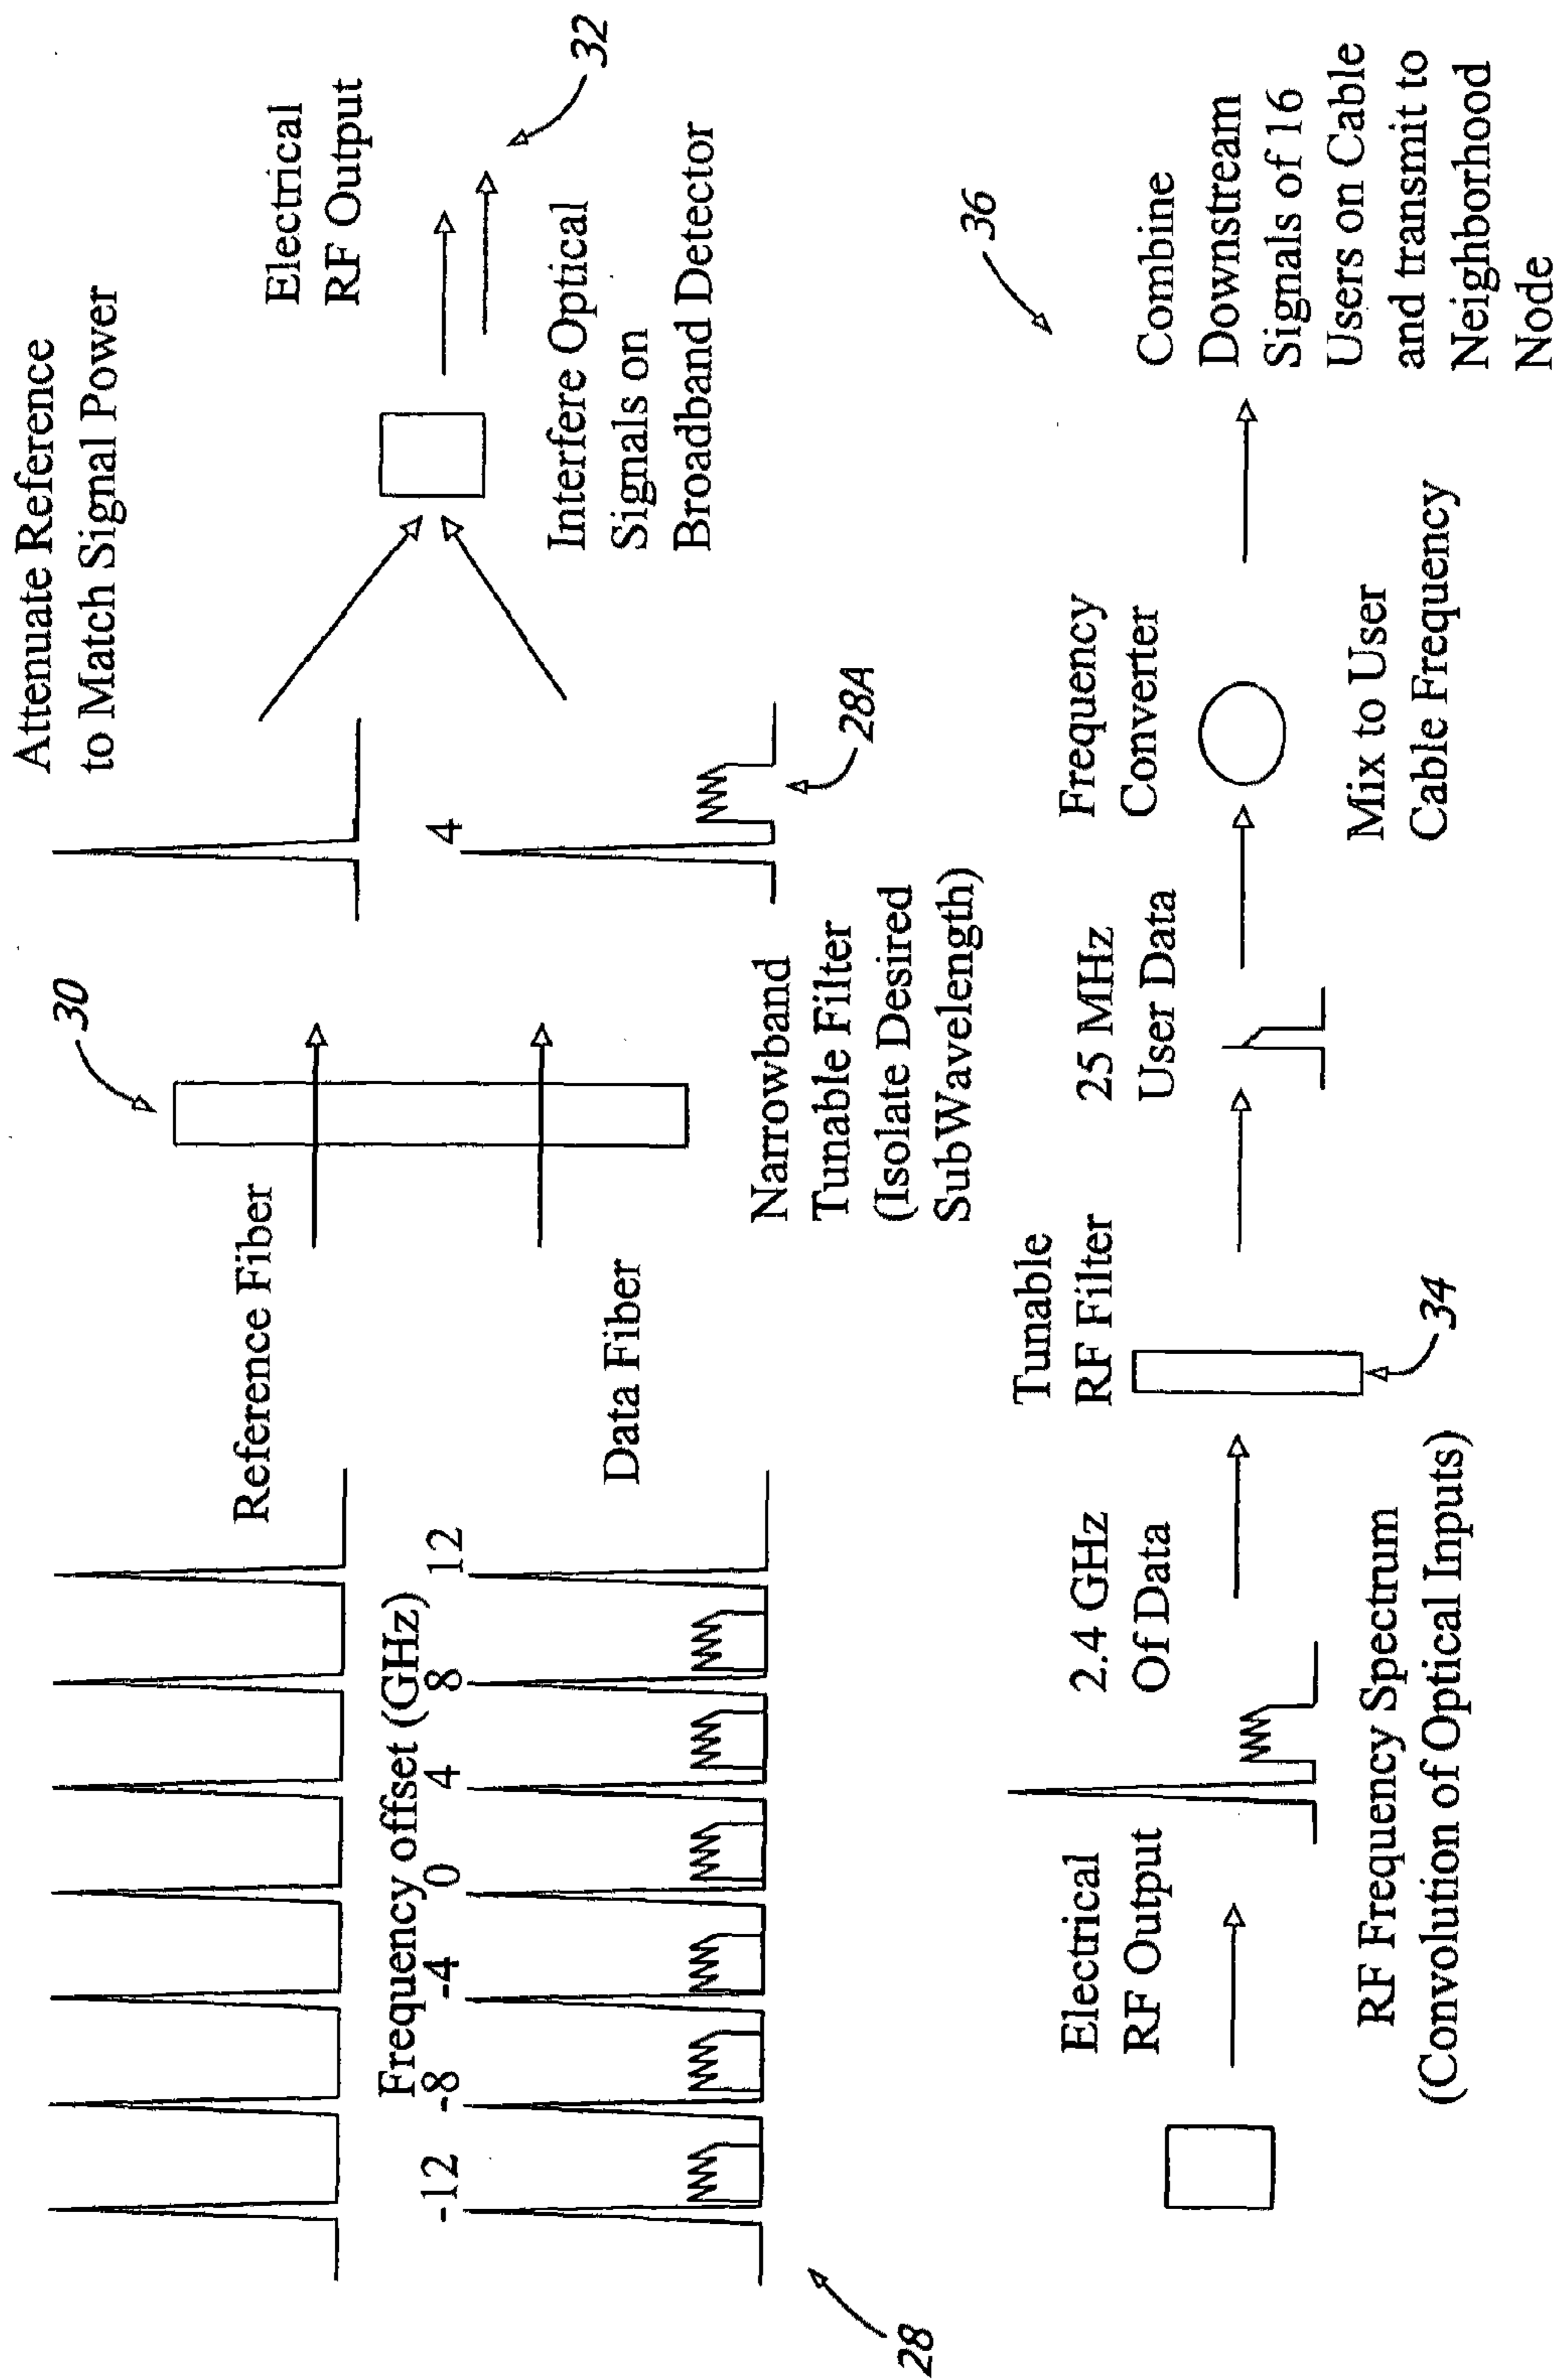 Reference Fiber
Frequency offset (GHz)
-12 -8 -4 0 4 8 12
Data Fiber
28
30
Narrowband
Tunable Filter
(Isolate Desired
SubWavelength)
Attenuate Reference
to Match Signal Power
4
28A
Electrical
RF Output
32
Interfere Optical
Signals on
Broadband Detector
Electrical
RF Output
2.4 GHz
Of Data
RF Frequency Spectrum
(Convolution of Optical Inputs)
Tunable
RF Filter
34
25 MHz
User Data
Frequency
Converter
Mix to User
Cable Frequency
36
Combine
Downstream
Signals of 16
Users on Cable
and transmit to
Neighborhood
Node